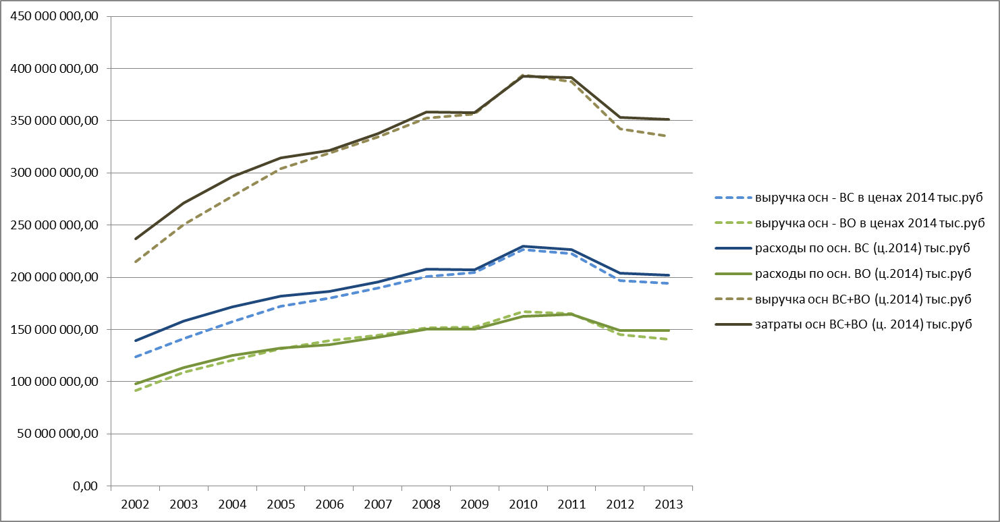 450 000 000,00
400 000 000,00
350 000 000,00
300 000 000,00
250 000 000,00
200 000 000,00
150 000 000,00
100 000 000,00
50 000 000,00
0,00
2002 2003 2004 2005 2006 2007 2008 2009 2010 2011 2012 2013
выручка осн - ВС в ценах 2014 тыс.руб
выручка осн - ВО в ценах 2014 тыс.руб
расходы по осн. ВС (ц.2014) тыс.руб
расходы по осн. ВО (ц.2014) тыс.руб
выручка осн ВС+ВО (ц.2014) тыс.руб
затраты осн ВС+ВО (ц. 2014) тыс.руб